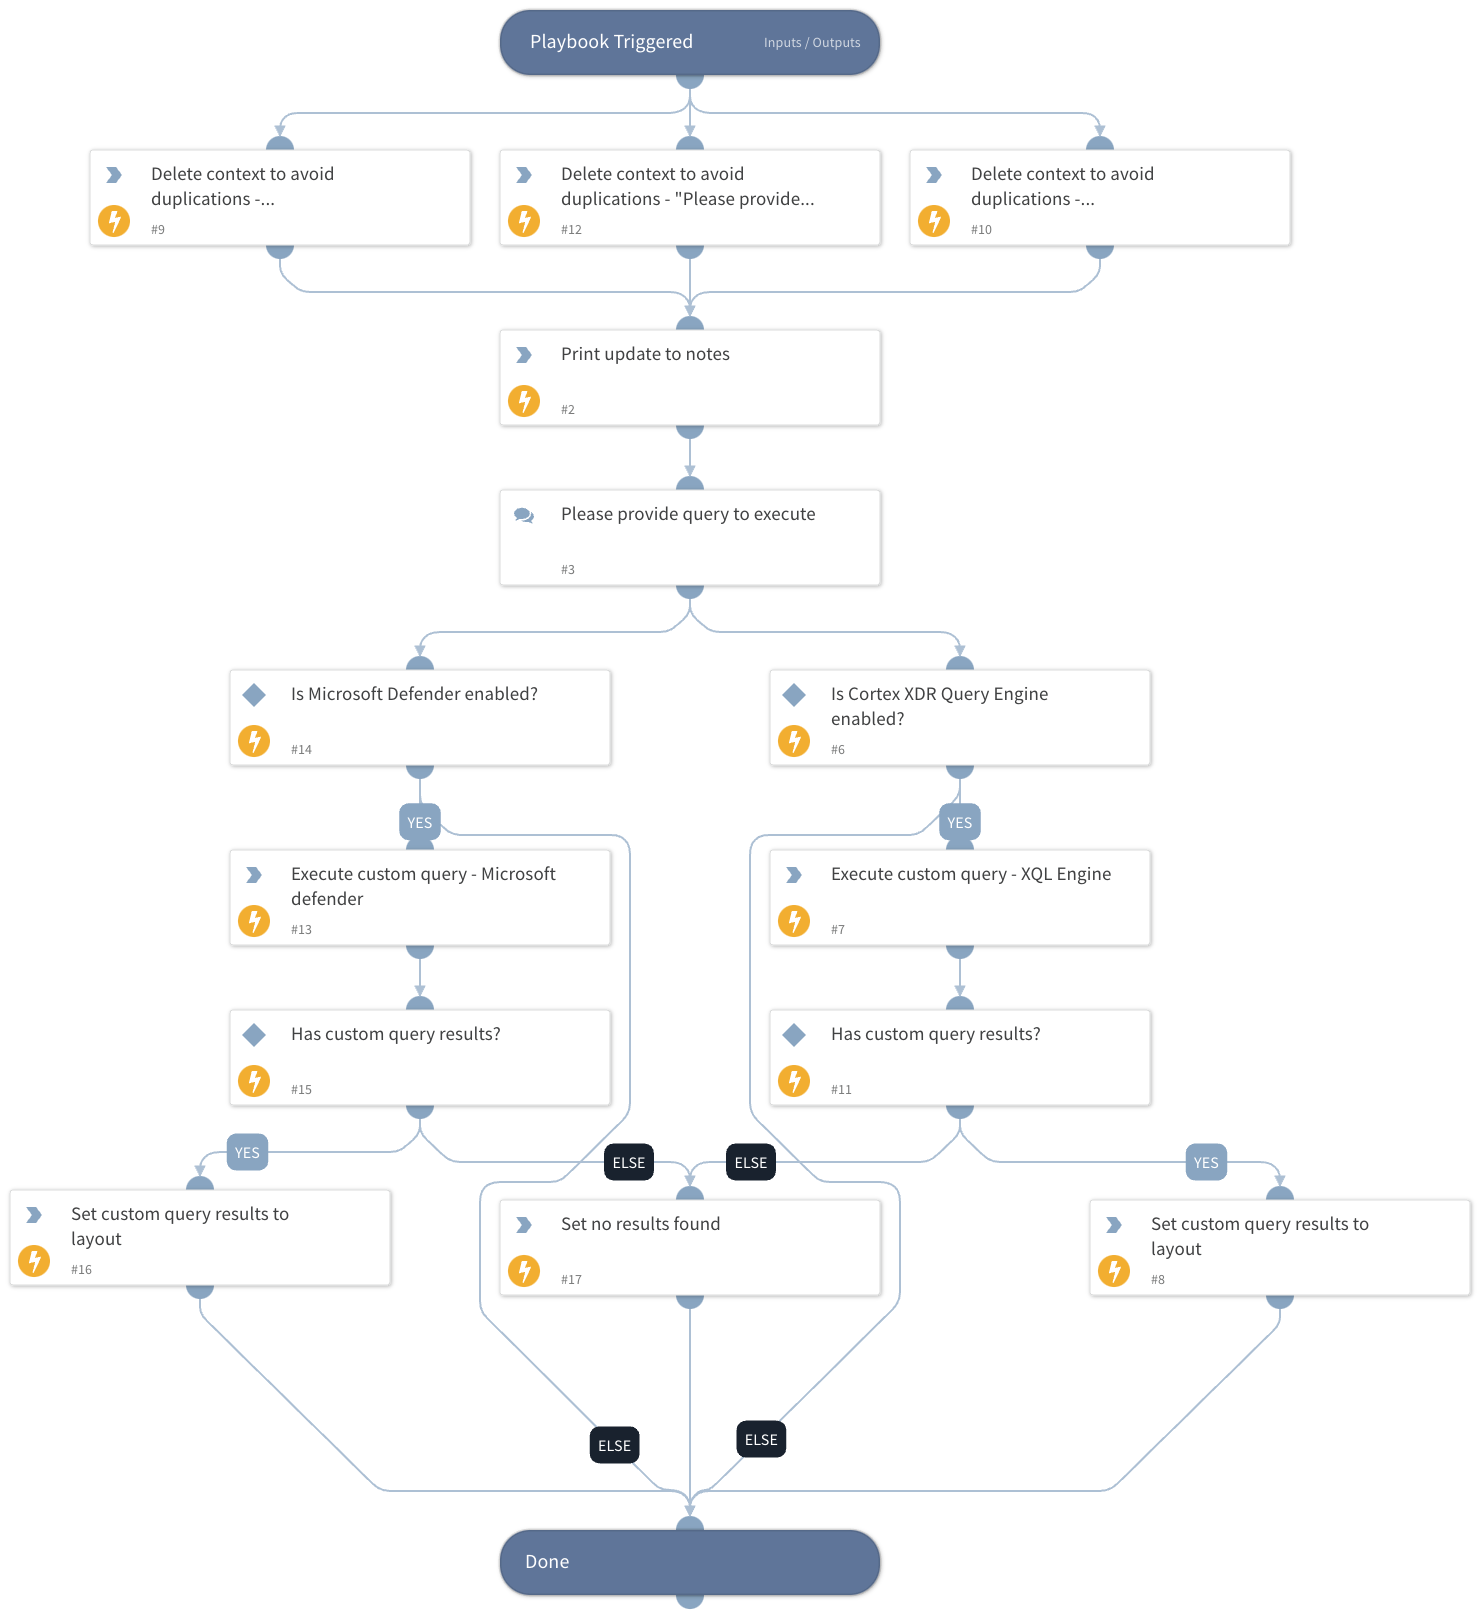 Playbook Triggered
Inputs / Outputs
Delete context to avoid
duplications -...
#9
Delete context to avoid
duplications - "Please provide...
#12
Delete context to avoid
duplications -...
#10
Print update to notes
#2
Please provide query to execute
#3
Is Microsoft Defender enabled?
#14
Is Cortex XDR Query Engine
enabled?
#6
YES
YES
Execute custom query - Microsoft
defender
#13
Execute custom query - XQL Engine
#7
Has custom query results?
#15
Has custom query results?
#11
YES
ELSE
ELSE
YES
Set custom query results to
layout
#16
Set no results found
#17
Set custom query results to
layout
#8
ELSE
ELSE
Done